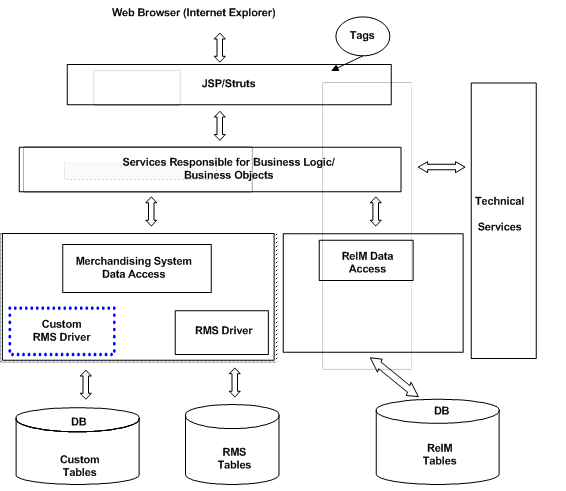 Web Browser (Internet Explorer)
Tags
JSP/Struts
Services Responsible for Business Logic/
Business Objects
Technical
Services
Merchandising System
Data Access
ReIM Data
Access
Custom
RMS Driver
RMS Driver
DB
Custom
Tables
RMS
Tables
DB
ReIM
Tables